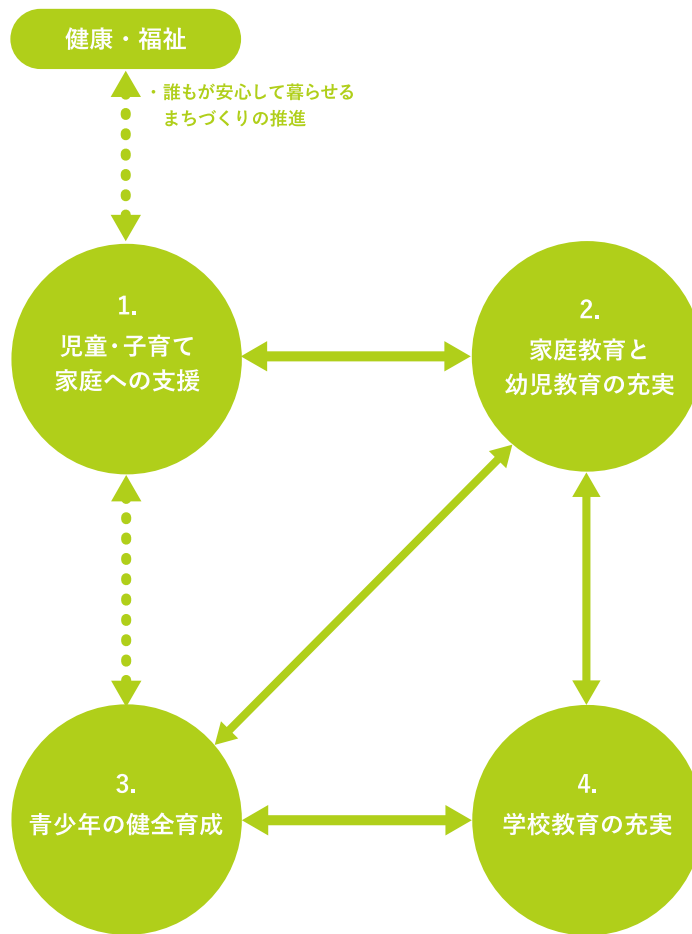 健康・福祉
・誰もが安心して暮らせる
まちづくりの推進
1.
児童・子育て
家庭への支援
2.
家庭教育と
幼児教育の充実
3.
青少年の健全育成
4.
学校教育の充実